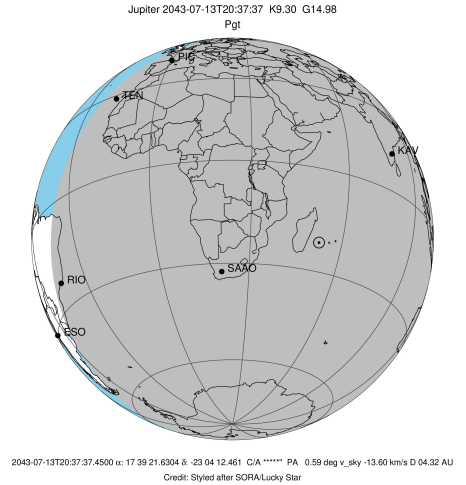 Jupiter 2043-07-13T20:37:37 K9.30 G14.98
Pgt
PIC
TEN
KAV
SAAO
RIO
ESO
2043-07-13T20:37:37.4500 α: 17 39 21.6304 δ: -23 04 12.461 C/A *****" PA 0.59 deg v_sky -13.60 km/s D 04.32 AU
Credit: Styled after SORA/Lucky Star